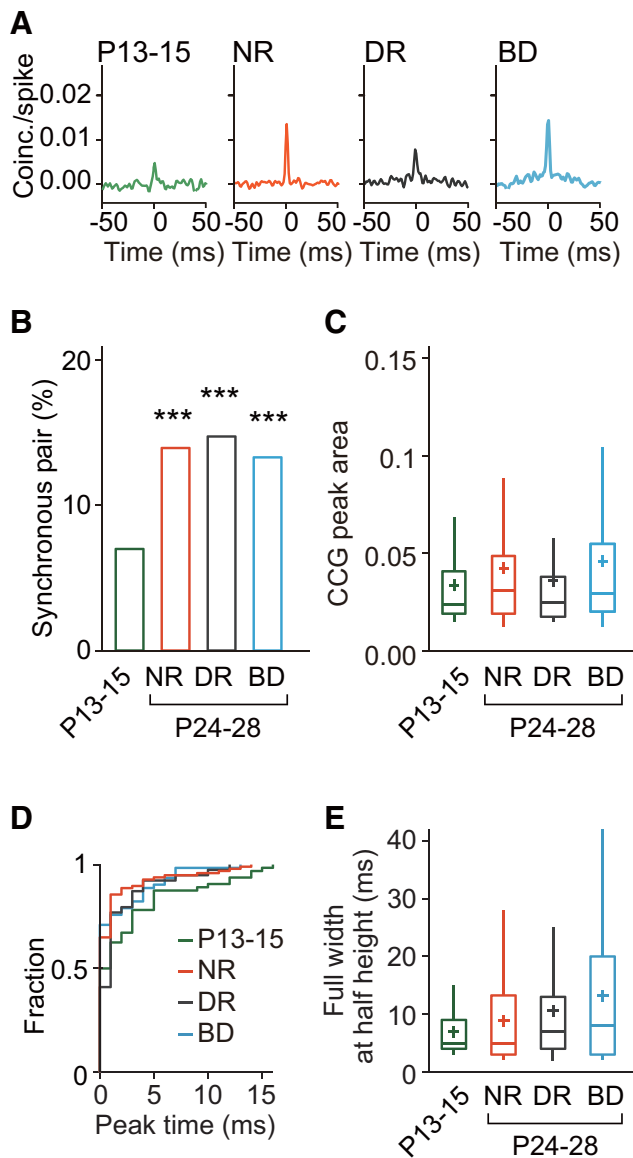 A
P13-15 NR DR BD
Coinc./spike
0.02
0.01
0.00
-50 0 50 -50 0 50 -50 0 50 -50 0 50
Time (ms) Time (ms) Time (ms) Time (ms)
B
Synchronous pair (%)
20
10
0
*** *** ***
P13-15 NR DR BD
P24-28
C
CCG peak area
0.15
0.1
0.05
0.00
P13-15 NR DR BD
P24-28
D
Fraction
1
0.5
0
P13-15
NR
DR
BD
0 5 10 15
Peak time (ms)
E
Full width
at half height (ms)
40
30
20
10
0
P13-15 NR DR BD
P24-28